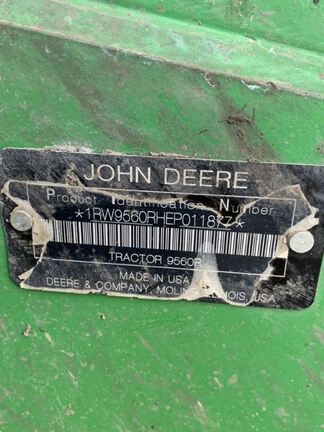 JOHN DEERE
Product Identification Number
*1RW9560RHEP011877*
TRACTOR 9560R
MADE IN USA
DEERE & COMPANY, MOLINE, ILLINOIS, USA